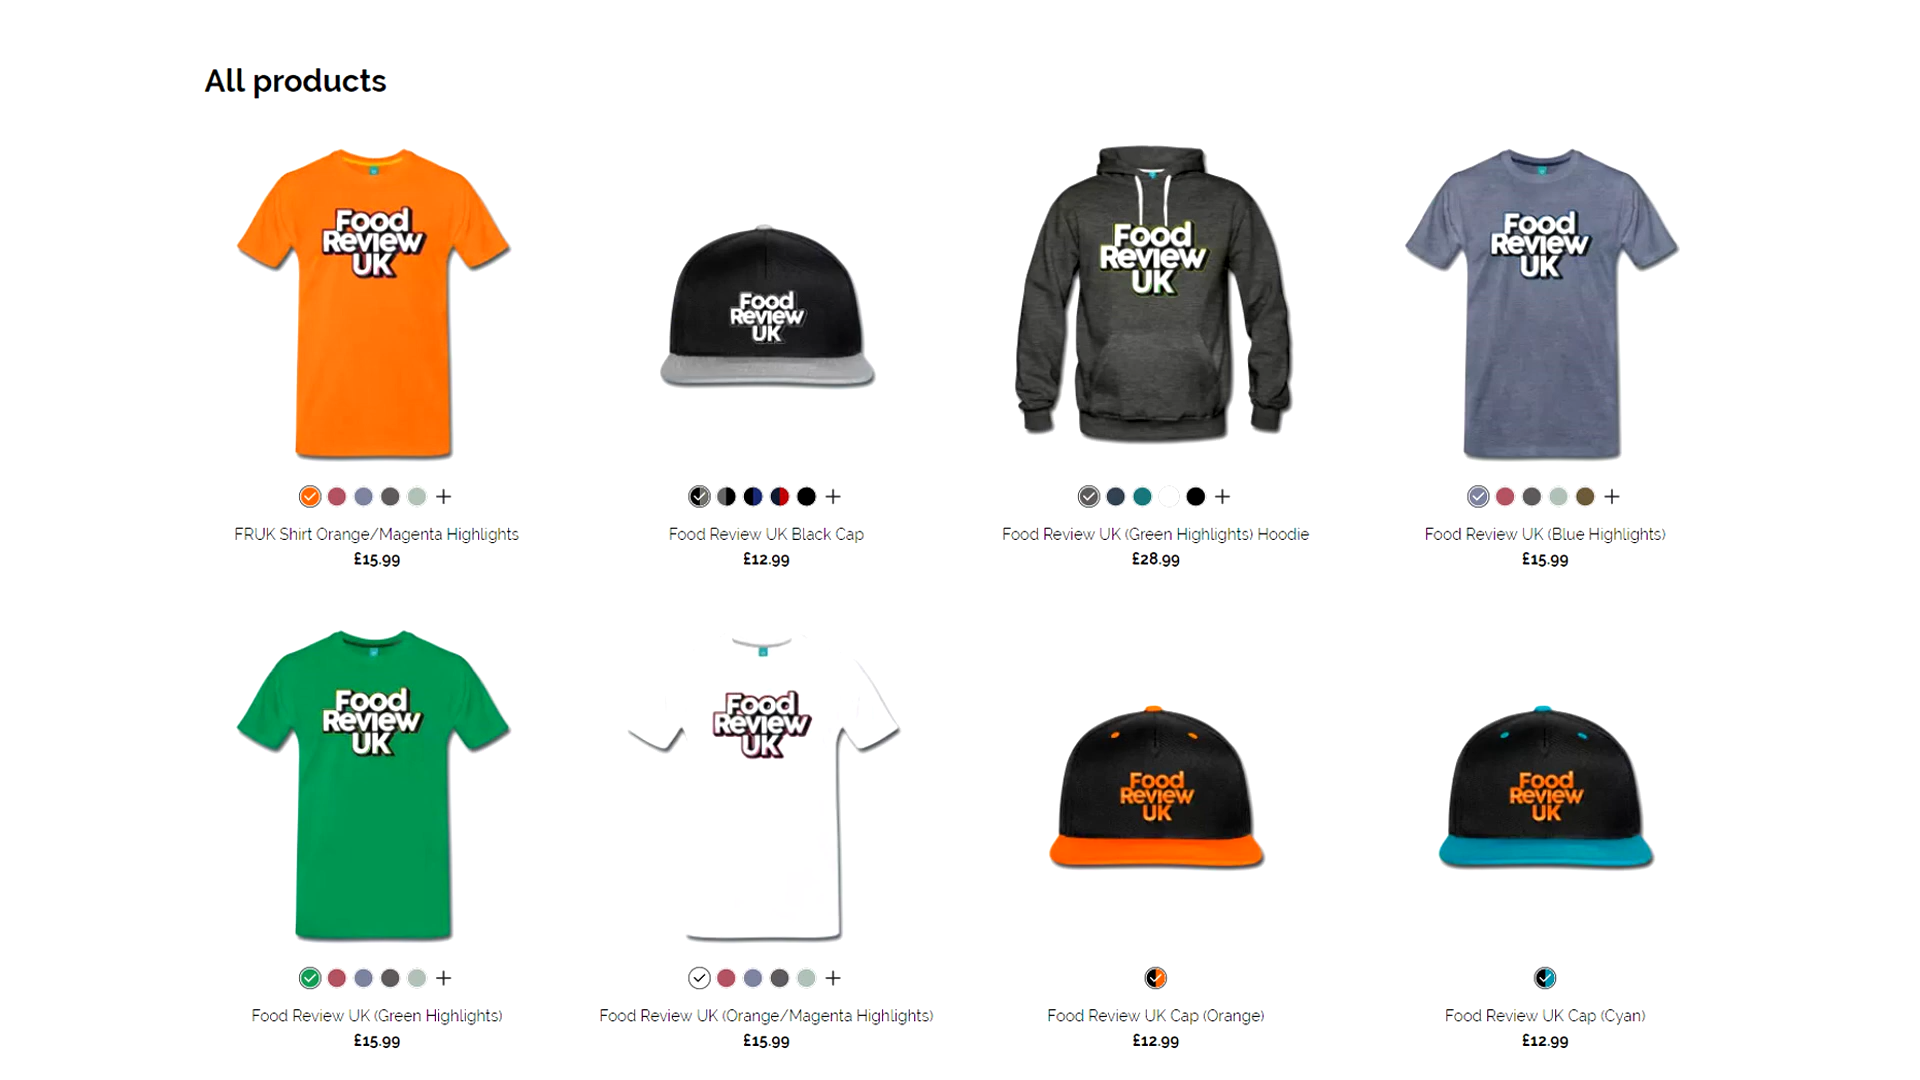 All products
Food
Review
UK
Food
Review
UK
Food
Review
UK
Food
Review
UK
FRUK Shirt Orange/Magenta Highlights
£15.99
Food Review UK Black Cap
£12.99
Food Review UK (Green Highlights) Hoodie
£28.99
Food Review UK (Blue Highlights)
£15.99
Food
Review
UK
Food
Review
UK
Food
Review
UK
Food
Review
UK
Food Review UK (Green Highlights)
£15.99
Food Review UK (Orange/Magenta Highlights)
£15.99
Food Review UK Cap (Orange)
£12.99
Food Review UK Cap (Cyan)
£12.99